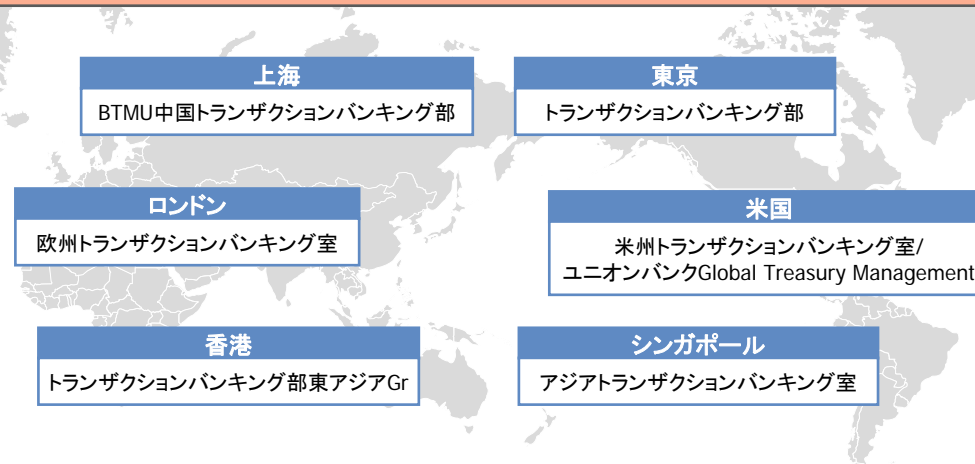 上海
BTMU中国トランザクションバンキング部
東京
トランザクションバンキング部
ロンドン
欧州トランザクションバンキング室
米国
米州トランザクションバンキング室/
ユニオンバンクGlobal Treasury Management
香港
トランザクションバンキング部東アジアGr
シンガポール
アジアトランザクションバンキング室